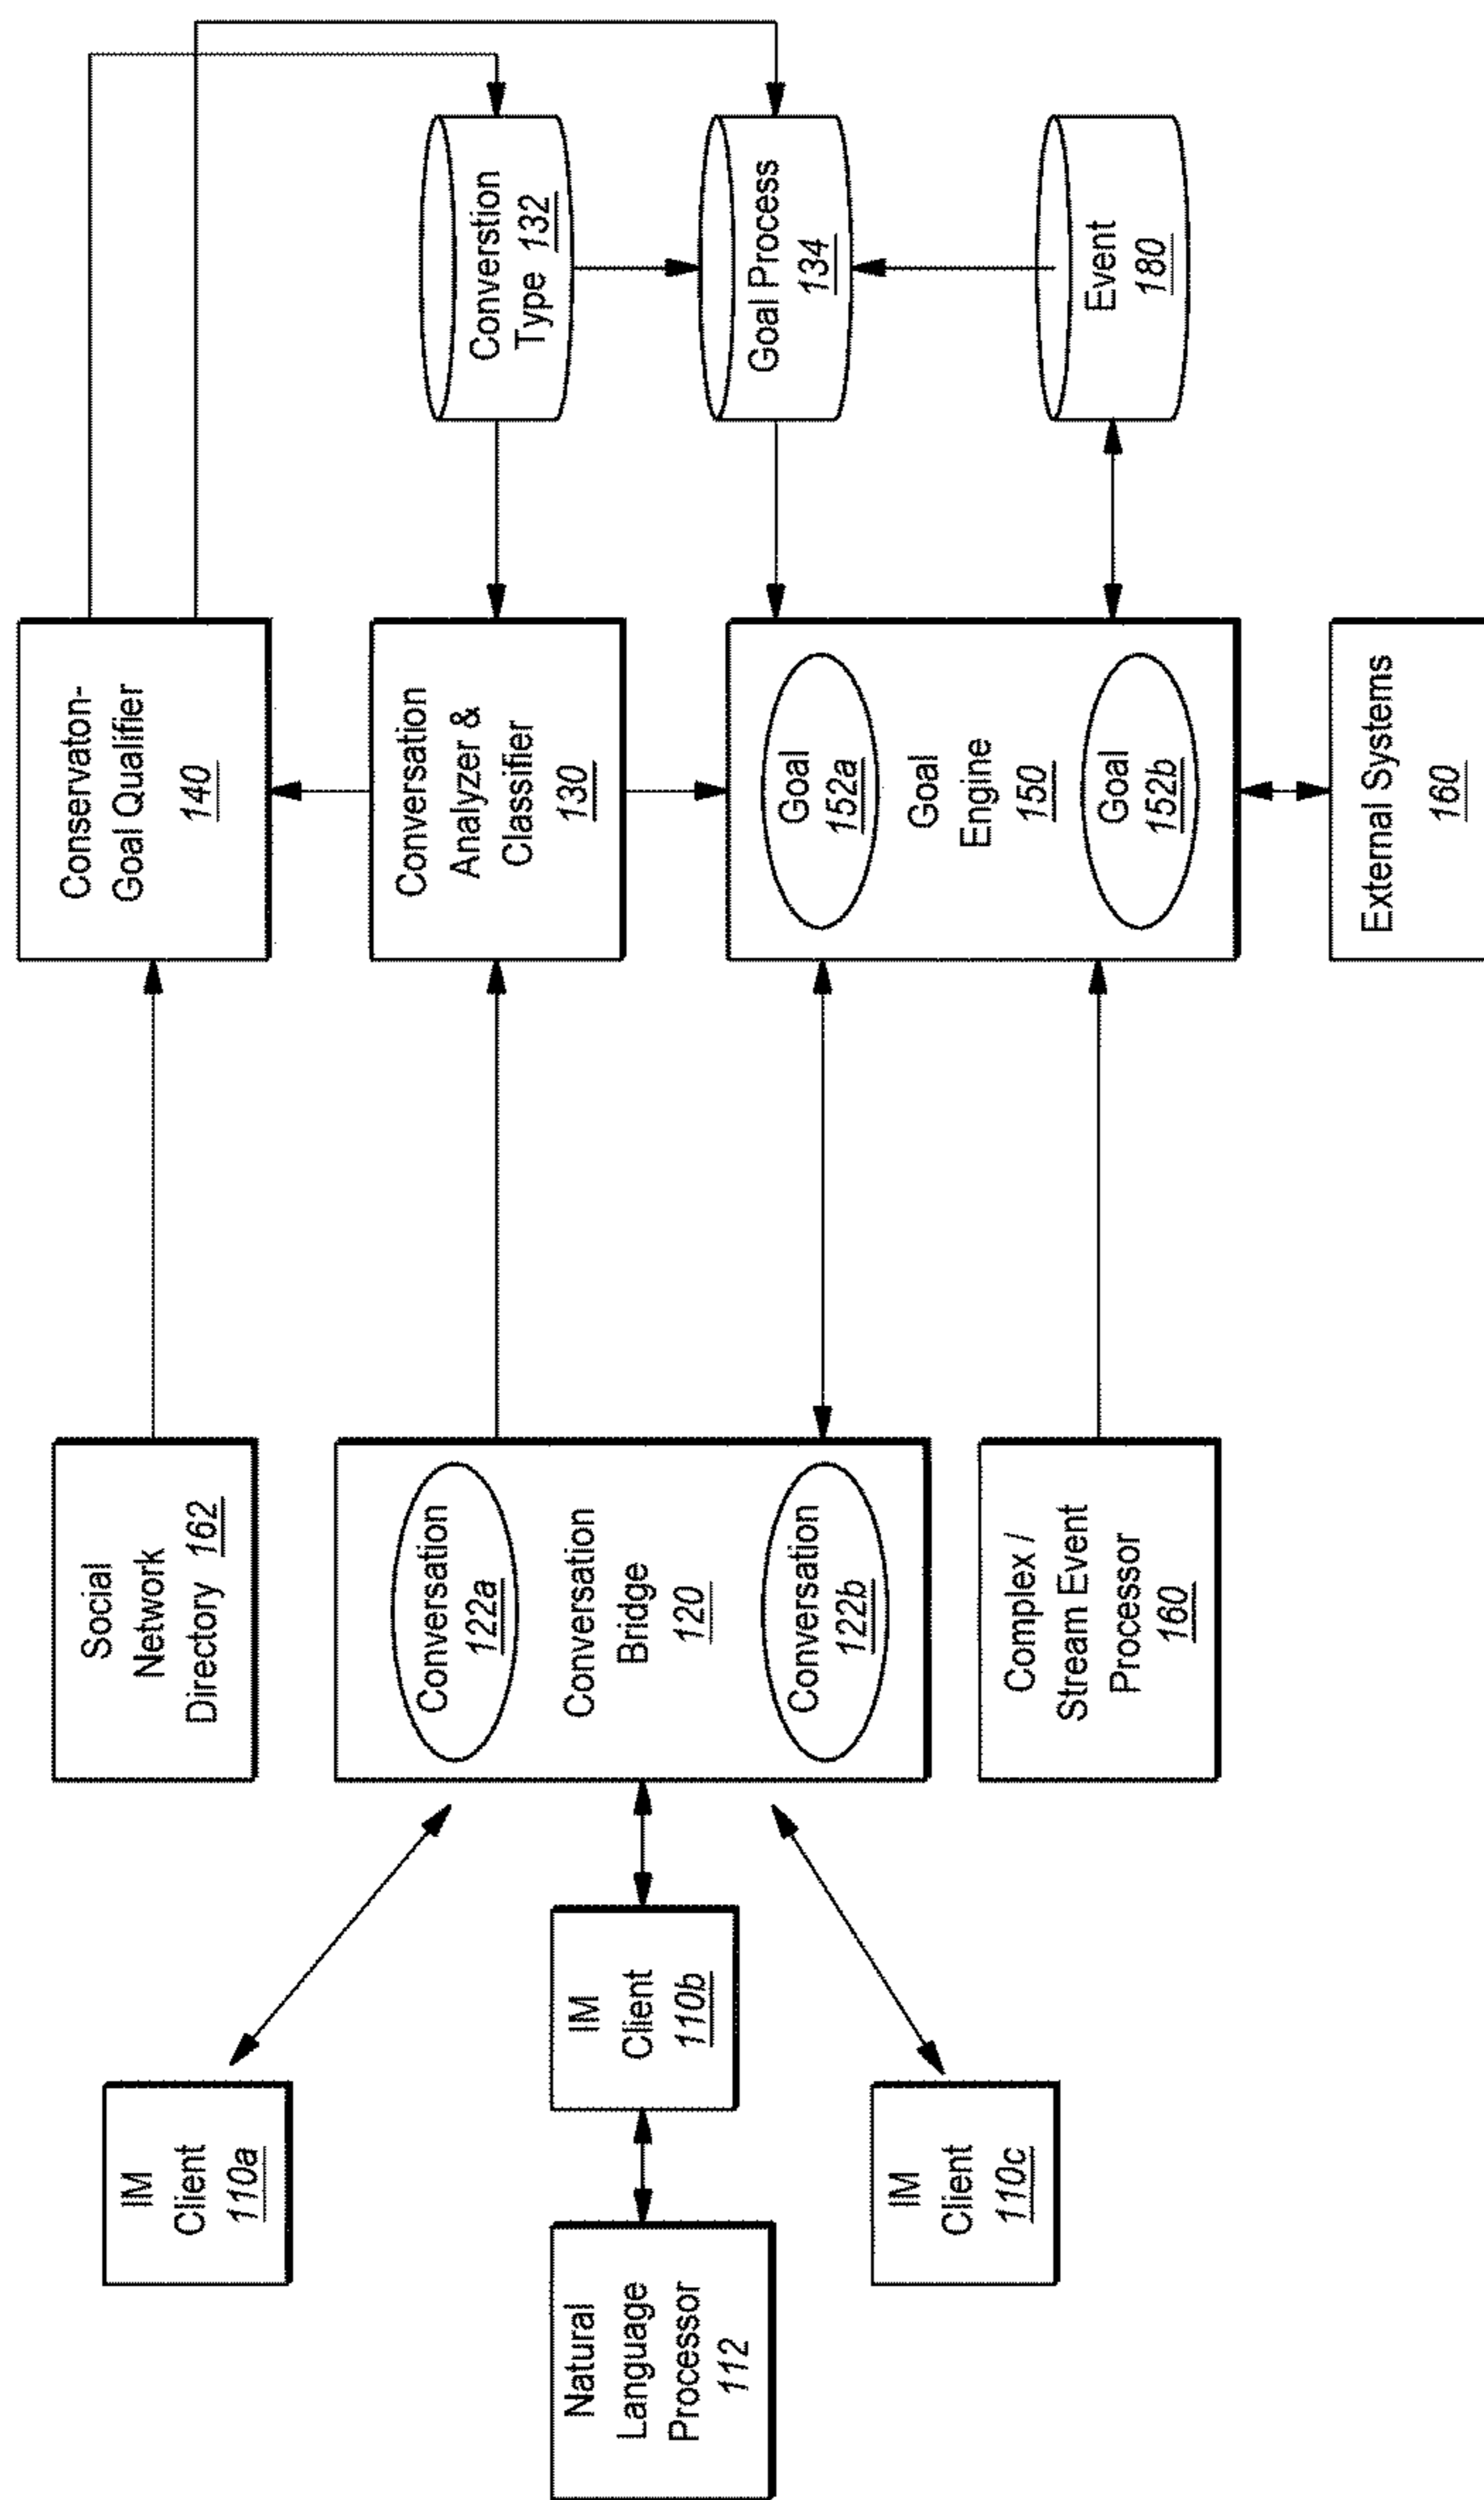 Natural
Language
Processor
112
IM
Client
110a
IM
Client
110b
IM
Client
110c
Social
Network
Directory 162
Conversation
122a
Conversation
Bridge
120
Conversation
122b
Complex /
Stream Event
Processor
160
Conservaton-
Goal Qualifier
140
Conversation
Analyzer &
Classifier
130
Goal
152a
Goal
Engine
150
Goal
152b
External Systems
160
Converstion
Type 132
Goal Process
134
Event
180